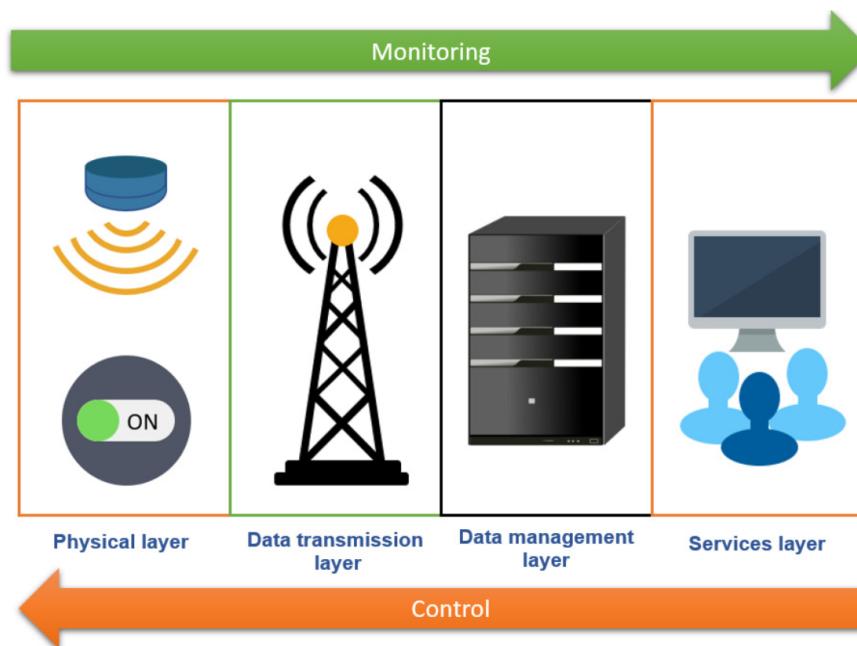 Monitoring
ON
Physical layer
Data transmission
layer
Data management
layer
Services layer
Control